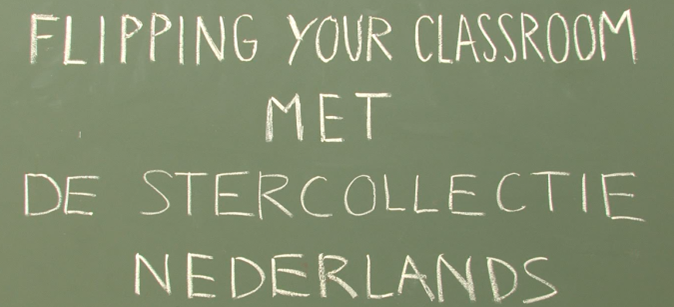 FLIPPING YOUR CLASSROOM
MET
DE STERCOLLECTIE
NEDERLANDS